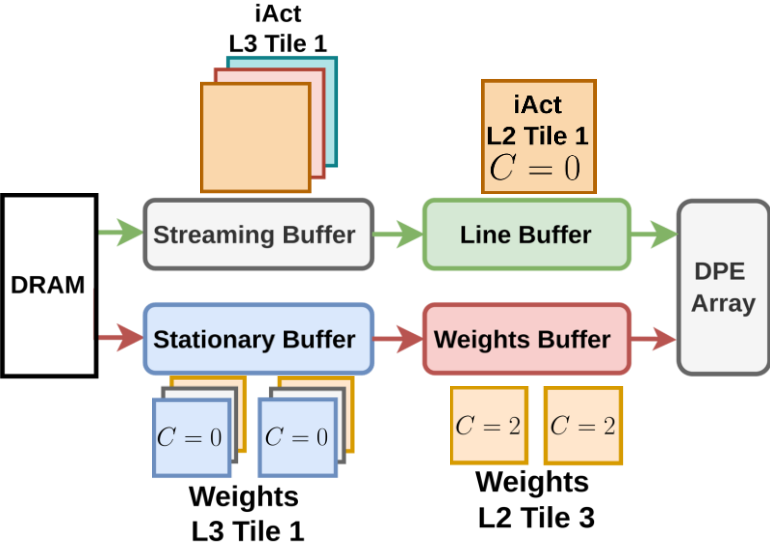 iAct
L3 Tile 1
iAct
L2 Tile 1
C = 0
Streaming Buffer
Line Buffer
DRAM
DPE
Array
Stationary Buffer
Weights Buffer
C = 0
C = 0
C = 2
C = 2
Weights
L3 Tile 1
Weights
L2 Tile 3